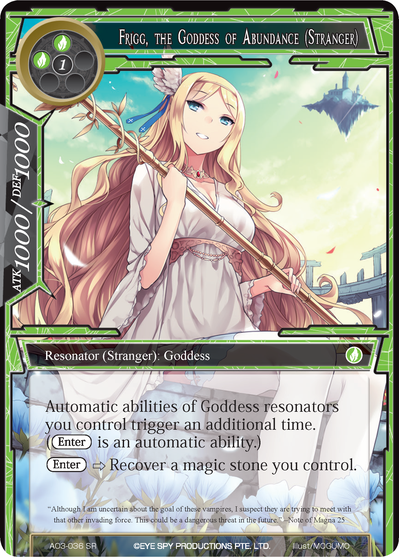 Frigg, the Goddess of Abundance (Stranger)
1
ATK 1000 / DEF 1000
Resonator (Stranger): Goddess
Automatic abilities of Goddess resonators
you control trigger an additional time.
(Enter is an automatic ability.)
Enter ⇨ Recover a magic stone you control.
"Although I am uncertain about the goal of these vampires, I suspect they are trying to meet with
that other invading force. This could be a dangerous threat in the future." –Note of Magna 25
A03-036 SR ©EYE SPY PRODUCTIONS PTE. LTD. Illust/MOGUMO